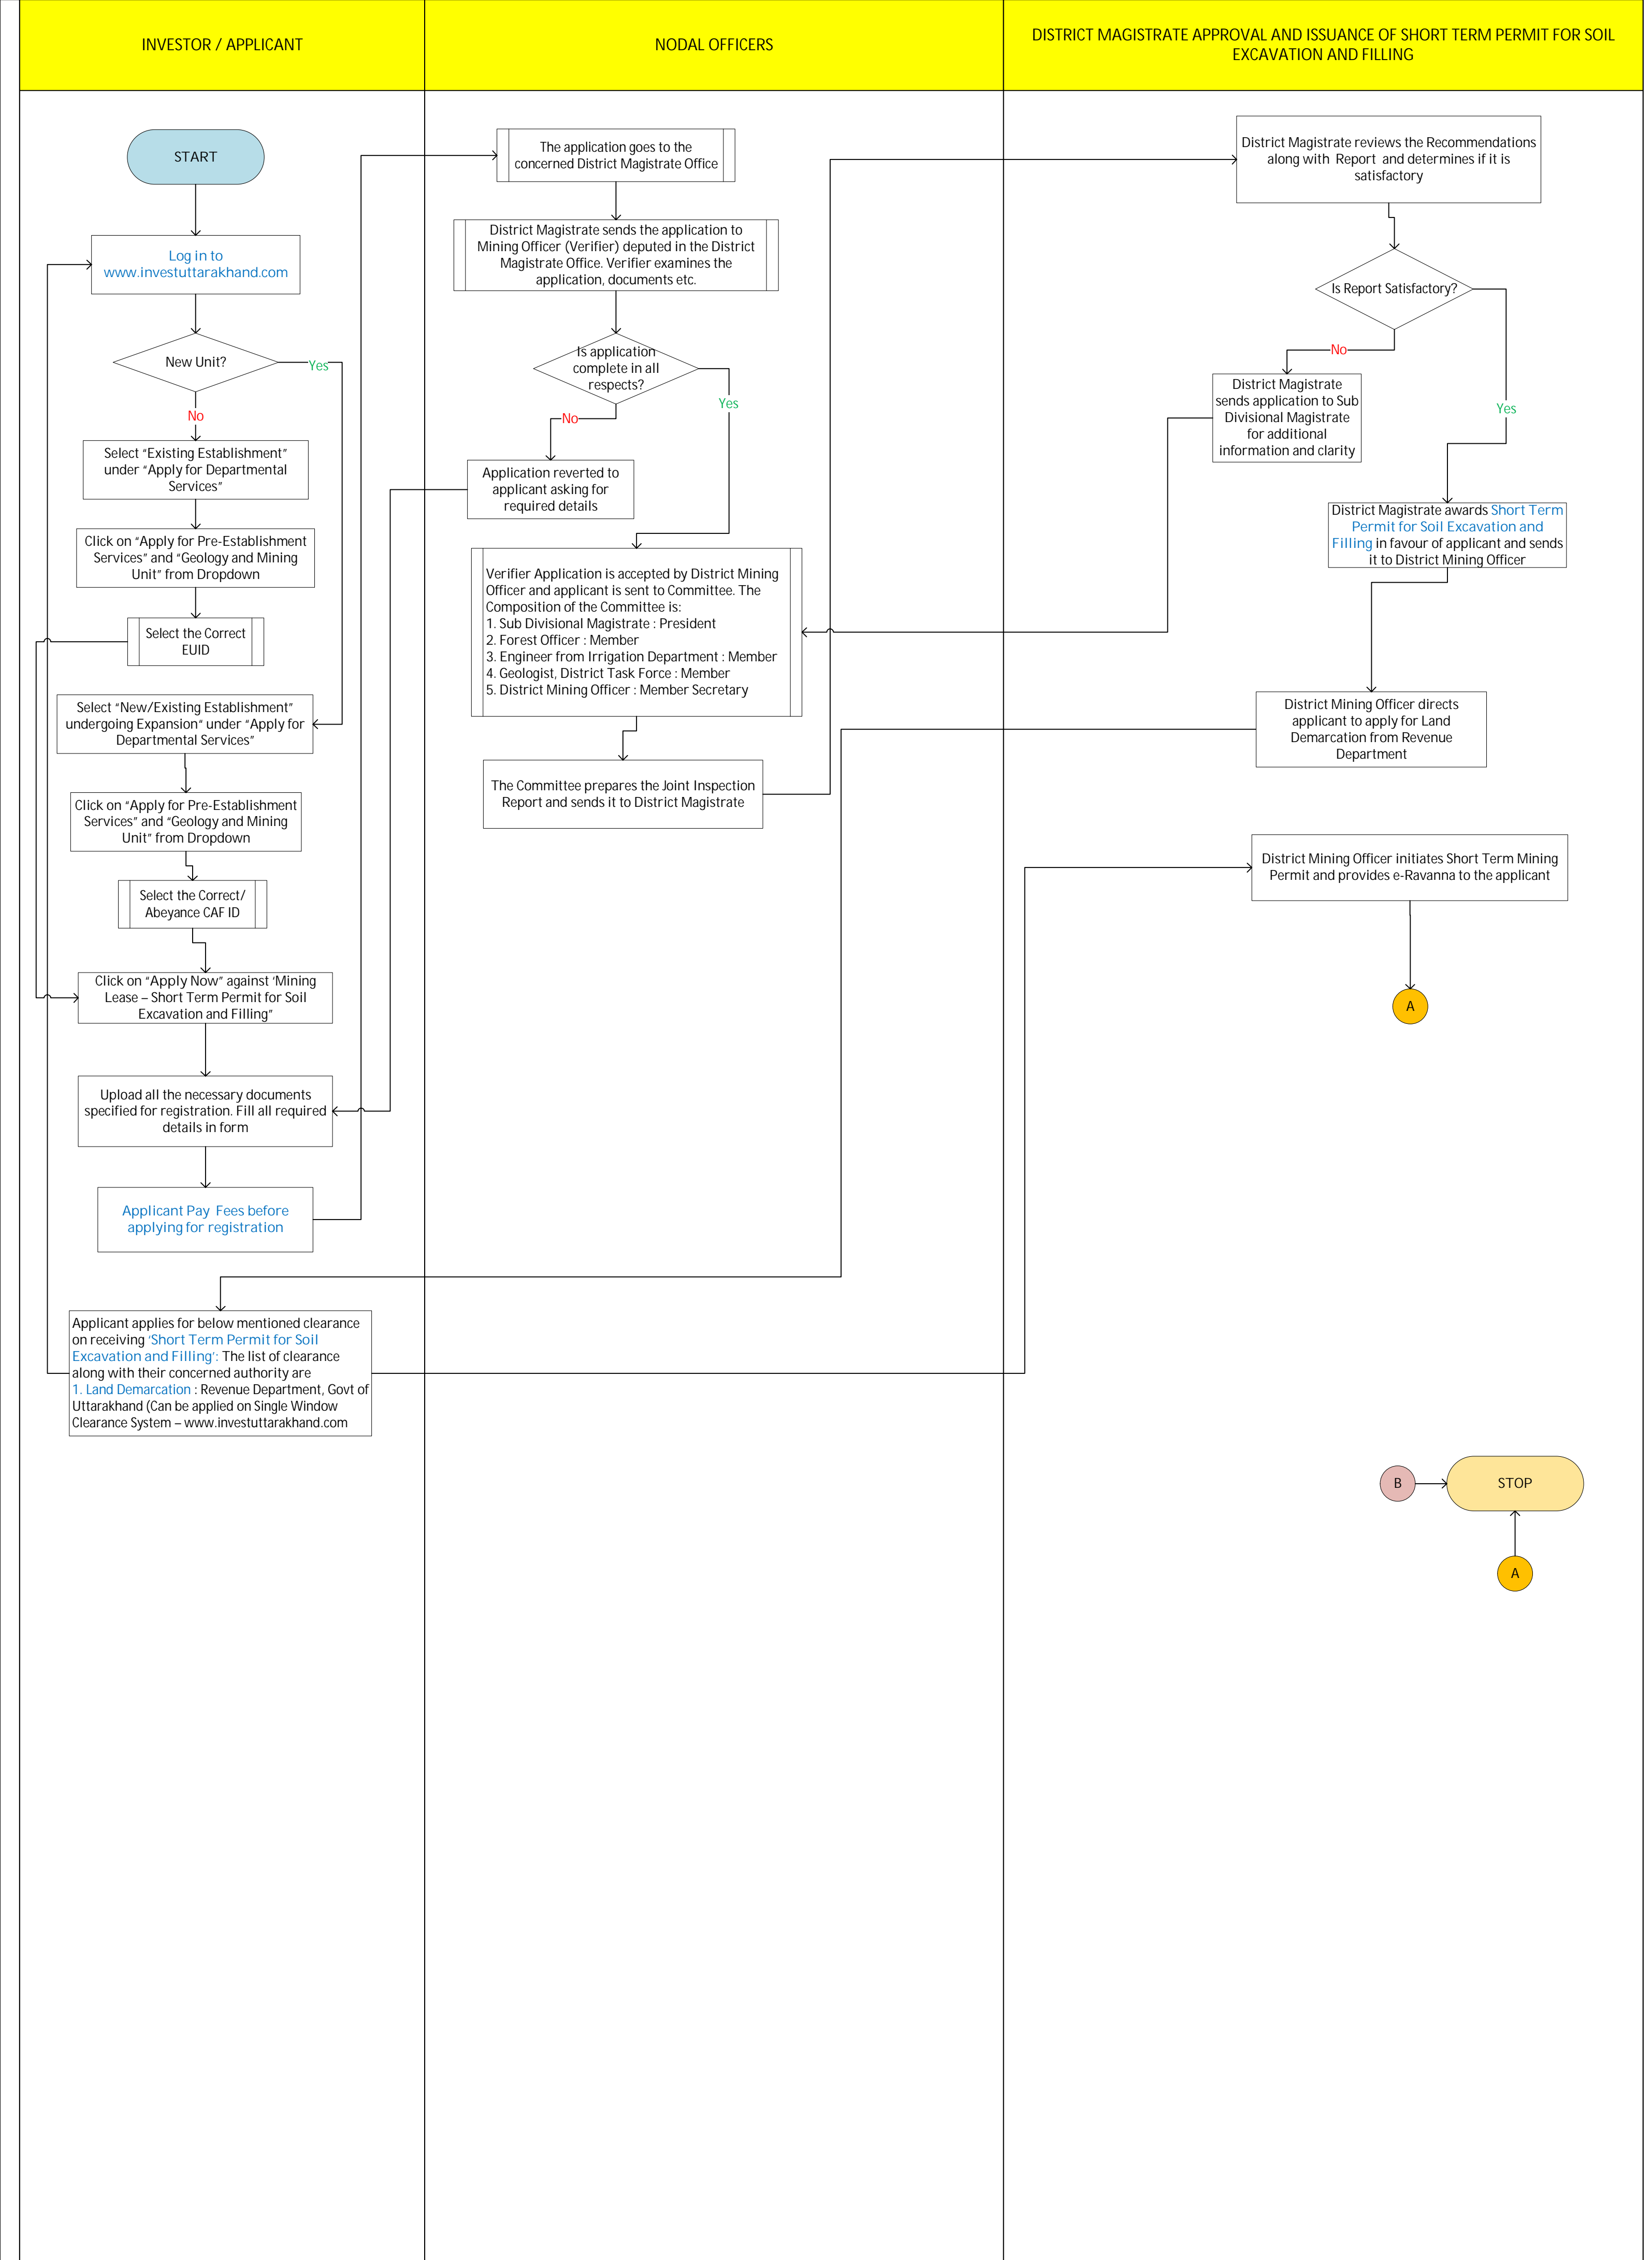 INVESTOR / APPLICANT
NODAL OFFICERS
DISTRICT MAGISTRATE APPROVAL AND ISSUANCE OF SHORT TERM PERMIT FOR SOIL
EXCAVATION AND FILLING
START
Log in to
www.investuttarakhand.com
New Unit?
Yes
No
Select “Existing Establishment”
under “Apply for Departmental
Services”
Click on “Apply for Pre-Establishment
Services” and “Geology and Mining
Unit” from Dropdown
Select the Correct
EUID
Select “New/Existing Establishment”
undergoing Expansion” under “Apply for
Departmental Services”
Click on “Apply for Pre-Establishment
Services” and “Geology and Mining
Unit” from Dropdown
Select the Correct/
Abeyance CAF ID
Click on “Apply Now” against ‘Mining
Lease – Short Term Permit for Soil
Excavation and Filling”
Upload all the necessary documents
specified for registration. Fill all required
details in form
Applicant Pay Fees before
applying for registration
Applicant applies for below mentioned clearance
on receiving ‘Short Term Permit for Soil
Excavation and Filling’: The list of clearance
along with their concerned authority are
1. Land Demarcation : Revenue Department, Govt of
Uttarakhand (Can be applied on Single Window
Clearance System – www.investuttarakhand.com
The application goes to the
concerned District Magistrate Office
District Magistrate sends the application to
Mining Officer (Verifier) deputed in the District
Magistrate Office. Verifier examines the
application, documents etc.
Is application
complete in all
respects?
Yes
No
Application reverted to
applicant asking for
required details
Verifier Application is accepted by District Mining
Officer and applicant is sent to Committee. The
Composition of the Committee is:
1. Sub Divisional Magistrate : President
2. Forest Officer : Member
3. Engineer from Irrigation Department : Member
4. Geologist, District Task Force : Member
5. District Mining Officer : Member Secretary
The Committee prepares the Joint Inspection
Report and sends it to District Magistrate
District Magistrate reviews the Recommendations
along with Report and determines if it is
satisfactory
Is Report Satisfactory?
No
Yes
District Magistrate
sends application to Sub
Divisional Magistrate
for additional
information and clarity
District Magistrate awards Short Term
Permit for Soil Excavation and
Filling in favour of applicant and sends
it to District Mining Officer
District Mining Officer directs
applicant to apply for Land
Demarcation from Revenue
Department
District Mining Officer initiates Short Term Mining
Permit and provides e-Ravanna to the applicant
A
B
STOP
A